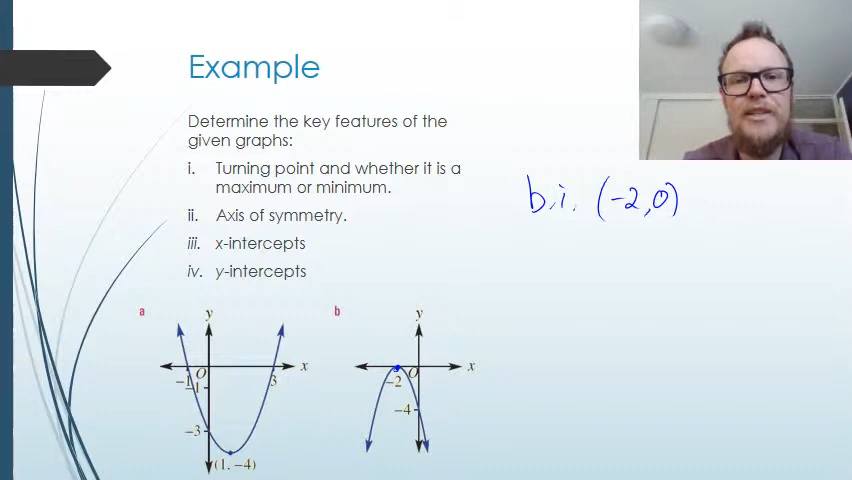 Example
Determine the key features of the
given graphs:
i. Turning point and whether it is a
maximum or minimum.
ii. Axis of symmetry.
iii. x-intercepts
iv. y-intercepts
b.i. (-2,0)
a
y
x
O
−1
−1
3
−3
(1, −4)
b
y
x
O
−2
−4